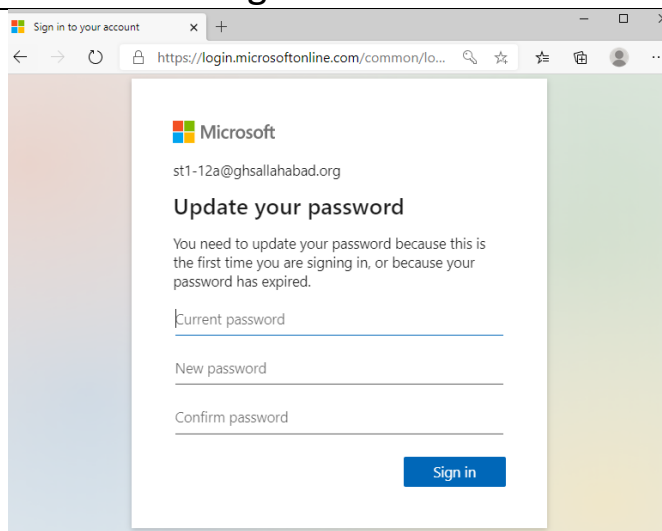 Sign in to your account
https://login.microsoftonline.com/common/lo...
Microsoft
st1-12a@ghsallahabad.org
Update your password
You need to update your password because this is
the first time you are signing in, or because your
password has expired.
Current password
New password
Confirm password
Sign in